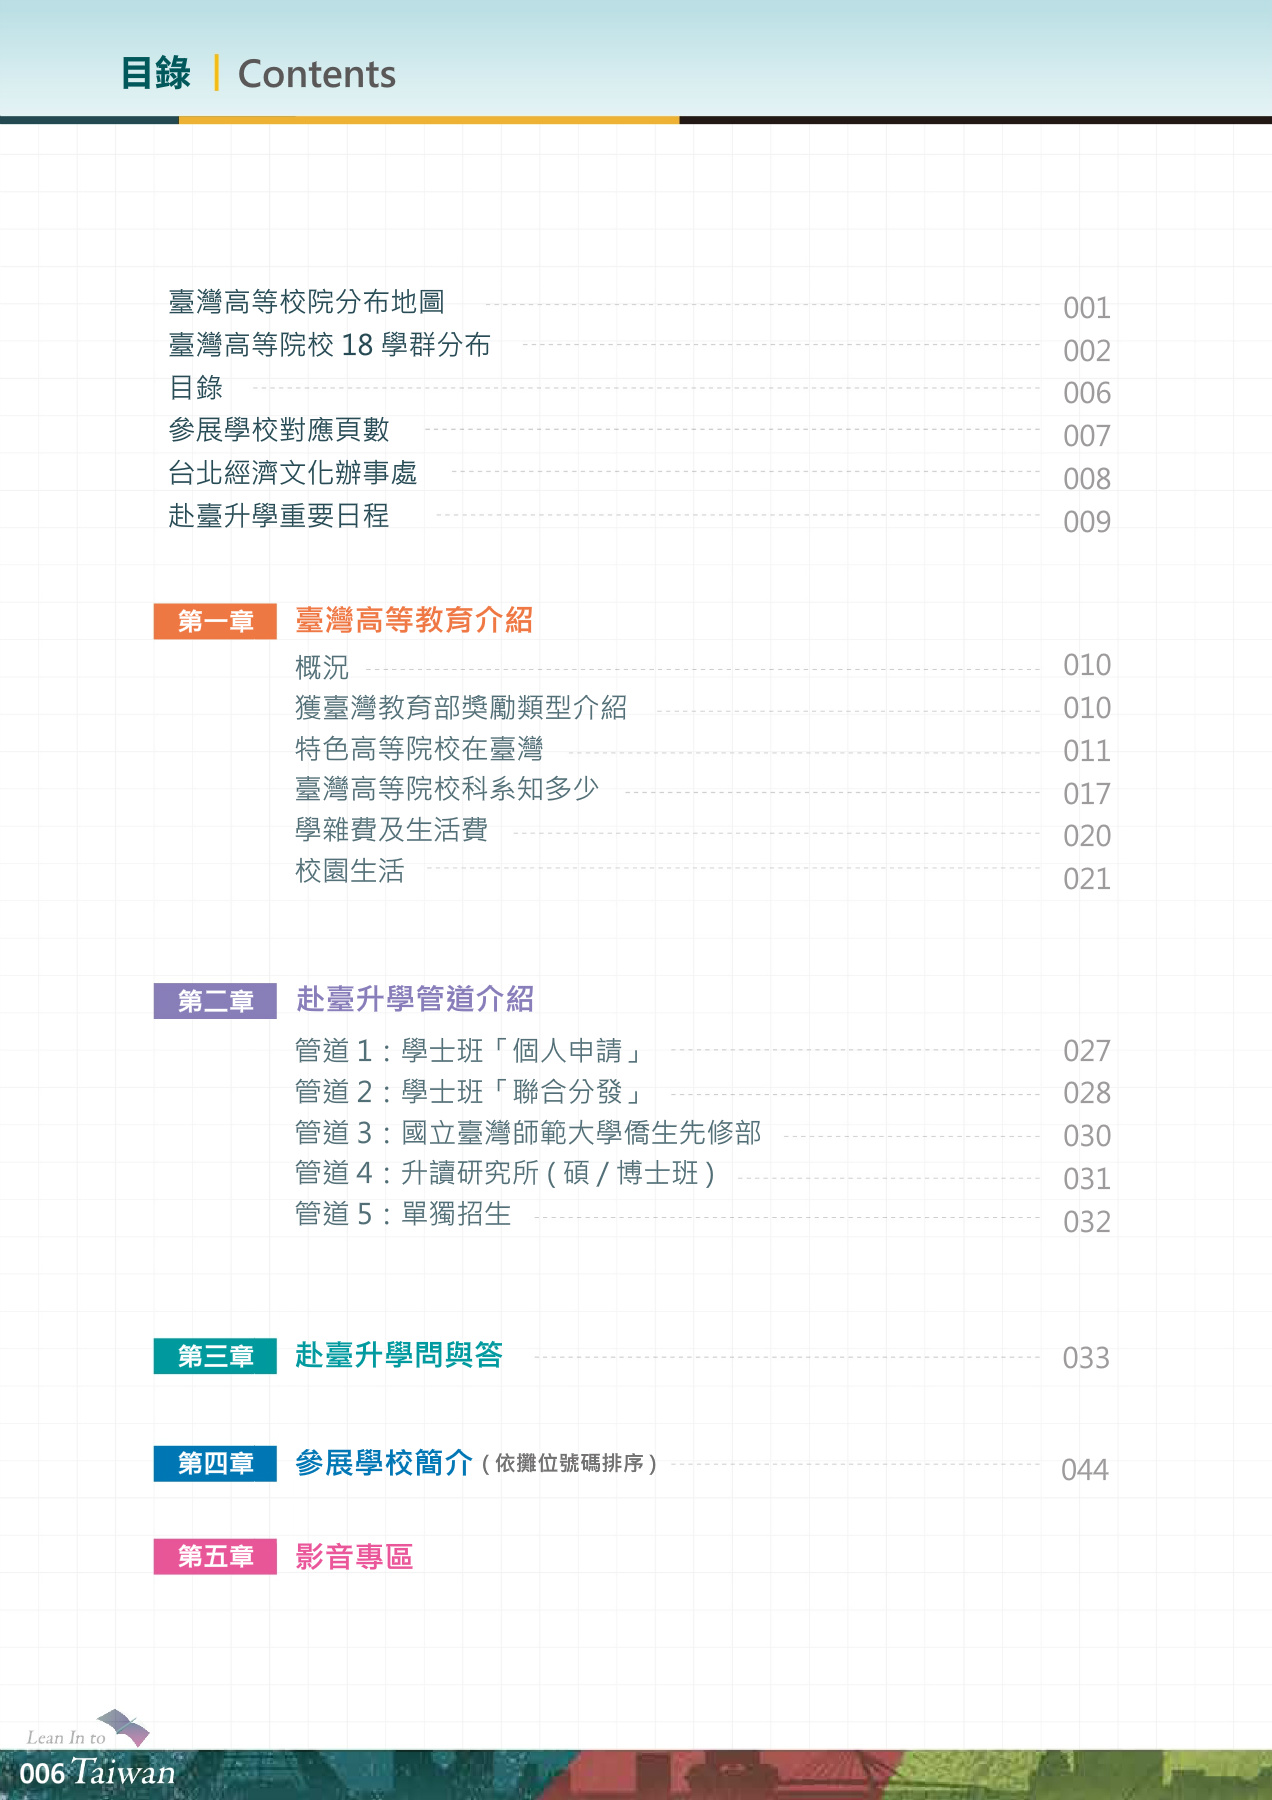 目錄 | Contents
臺灣高等校院分布地圖 001
臺灣高等院校 18 學群分布 002
目錄 006
參展學校對應頁數 007
台北經濟文化辦事處 008
赴臺升學重要日程 009
第一章 臺灣高等教育介紹
概況 010
獲臺灣教育部獎勵類型介紹 010
特色高等院校在臺灣 011
臺灣高等院校科系知多少 017
學雜費及生活費 020
校園生活 021
第二章 赴臺升學管道介紹
管道 1：學士班「個人申請」 027
管道 2：學士班「聯合分發」 028
管道 3：國立臺灣師範大學僑生先修部 030
管道 4：升讀研究所 ( 碩 / 博士班 ) 031
管道 5：單獨招生 032
第三章 赴臺升學問與答 033
第四章 參展學校簡介 ( 依攤位號碼排序 ) 044
第五章 影音專區
Lean In to
006 Taiwan